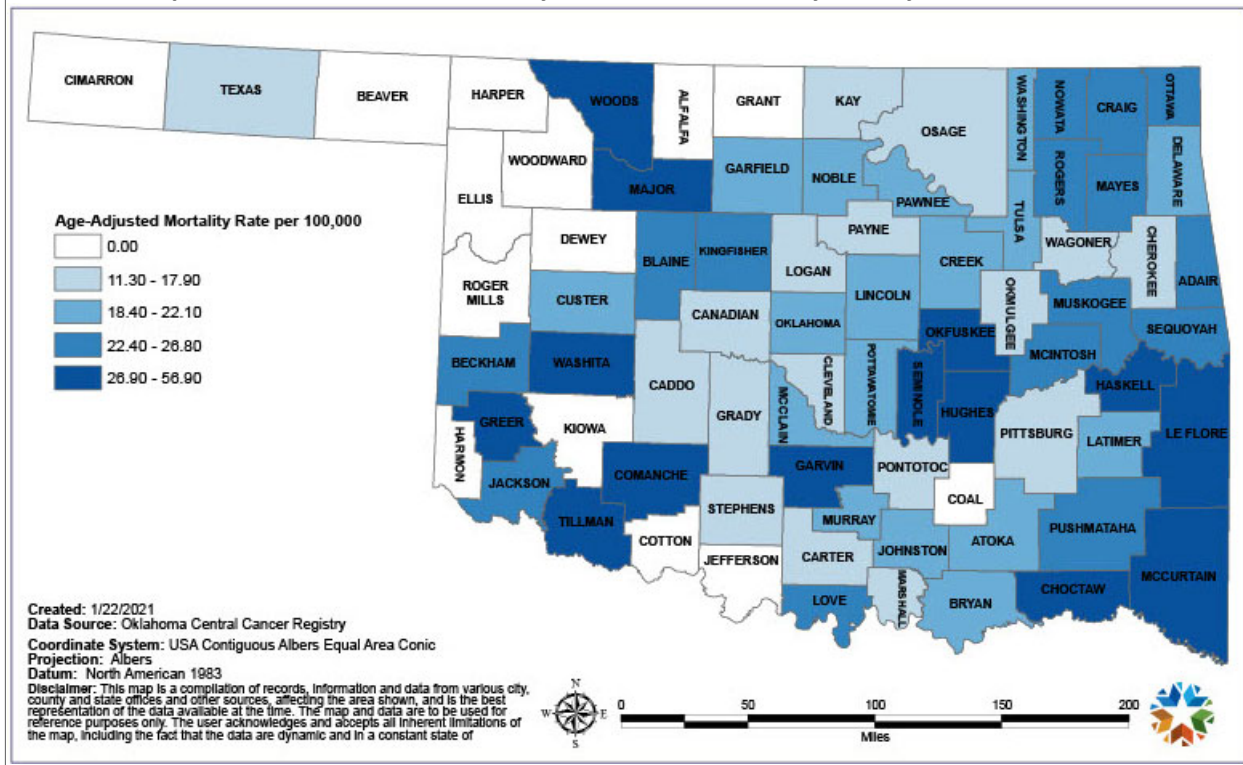 CIMARRON
TEXAS
BEAVER
HARPER
WOODS
ALFALFA
GRANT
KAY
OSAGE
WASHINGTON
NOWATA
CRAIG
OTTAWA
WOODWARD
ELLIS
MAJOR
GARFIELD
NOBLE
PAWNEE
TULSA
ROGERS
MAYES
DELAWARE
Age-Adjusted Mortality Rate per 100,000
0.00
11.30 - 17.90
18.40 - 22.10
22.40 - 26.80
26.90 - 56.90
DEWEY
BLAINE
KINGFISHER
LOGAN
PAYNE
CREEK
WAGONER
CHEROKEE
ADAIR
ROGER
MILLS
CUSTER
CANADIAN
OKLAHOMA
LINCOLN
OKMULGEE
MUSKOGEE
SEQUOYAH
BECKHAM
WASHITA
CADDO
GRADY
MCCLAIN
CLEVELAND
POTTAWATOMIE
SEMINOLE
OKFUSKEE
HUGHES
MCINTOSH
HASKELL
PITTSBURG
LATIMER
LE FLORE
HARMON
GREER
KIOWA
JACKSON
COMANCHE
GARVIN
PONTOTOC
COAL
TILLMAN
STEPHENS
MURRAY
COTTON
JEFFERSON
CARTER
JOHNSTON
ATOKA
PUSHMATAHA
LOVE
MARSHALL
BRYAN
CHOCTAW
MCCURTAIN
Created: 1/22/2021
Data Source: Oklahoma Central Cancer Registry
Coordinate System: USA Contiguous Albers Equal Area Conic
Projection: Albers
Datum: North American 1983
Disclaimer: This map is a compilation of records, information and data from various city,
county and state offices and other sources, affecting the area shown, and is the best
representation of the data available at the time. The map and data are to be used for
reference purposes only. The user acknowledges and accepts all inherent limitations of
the map, including the fact that the data are dynamic and in a constant state of
N
W E
S
0 50 100 150 200
Miles